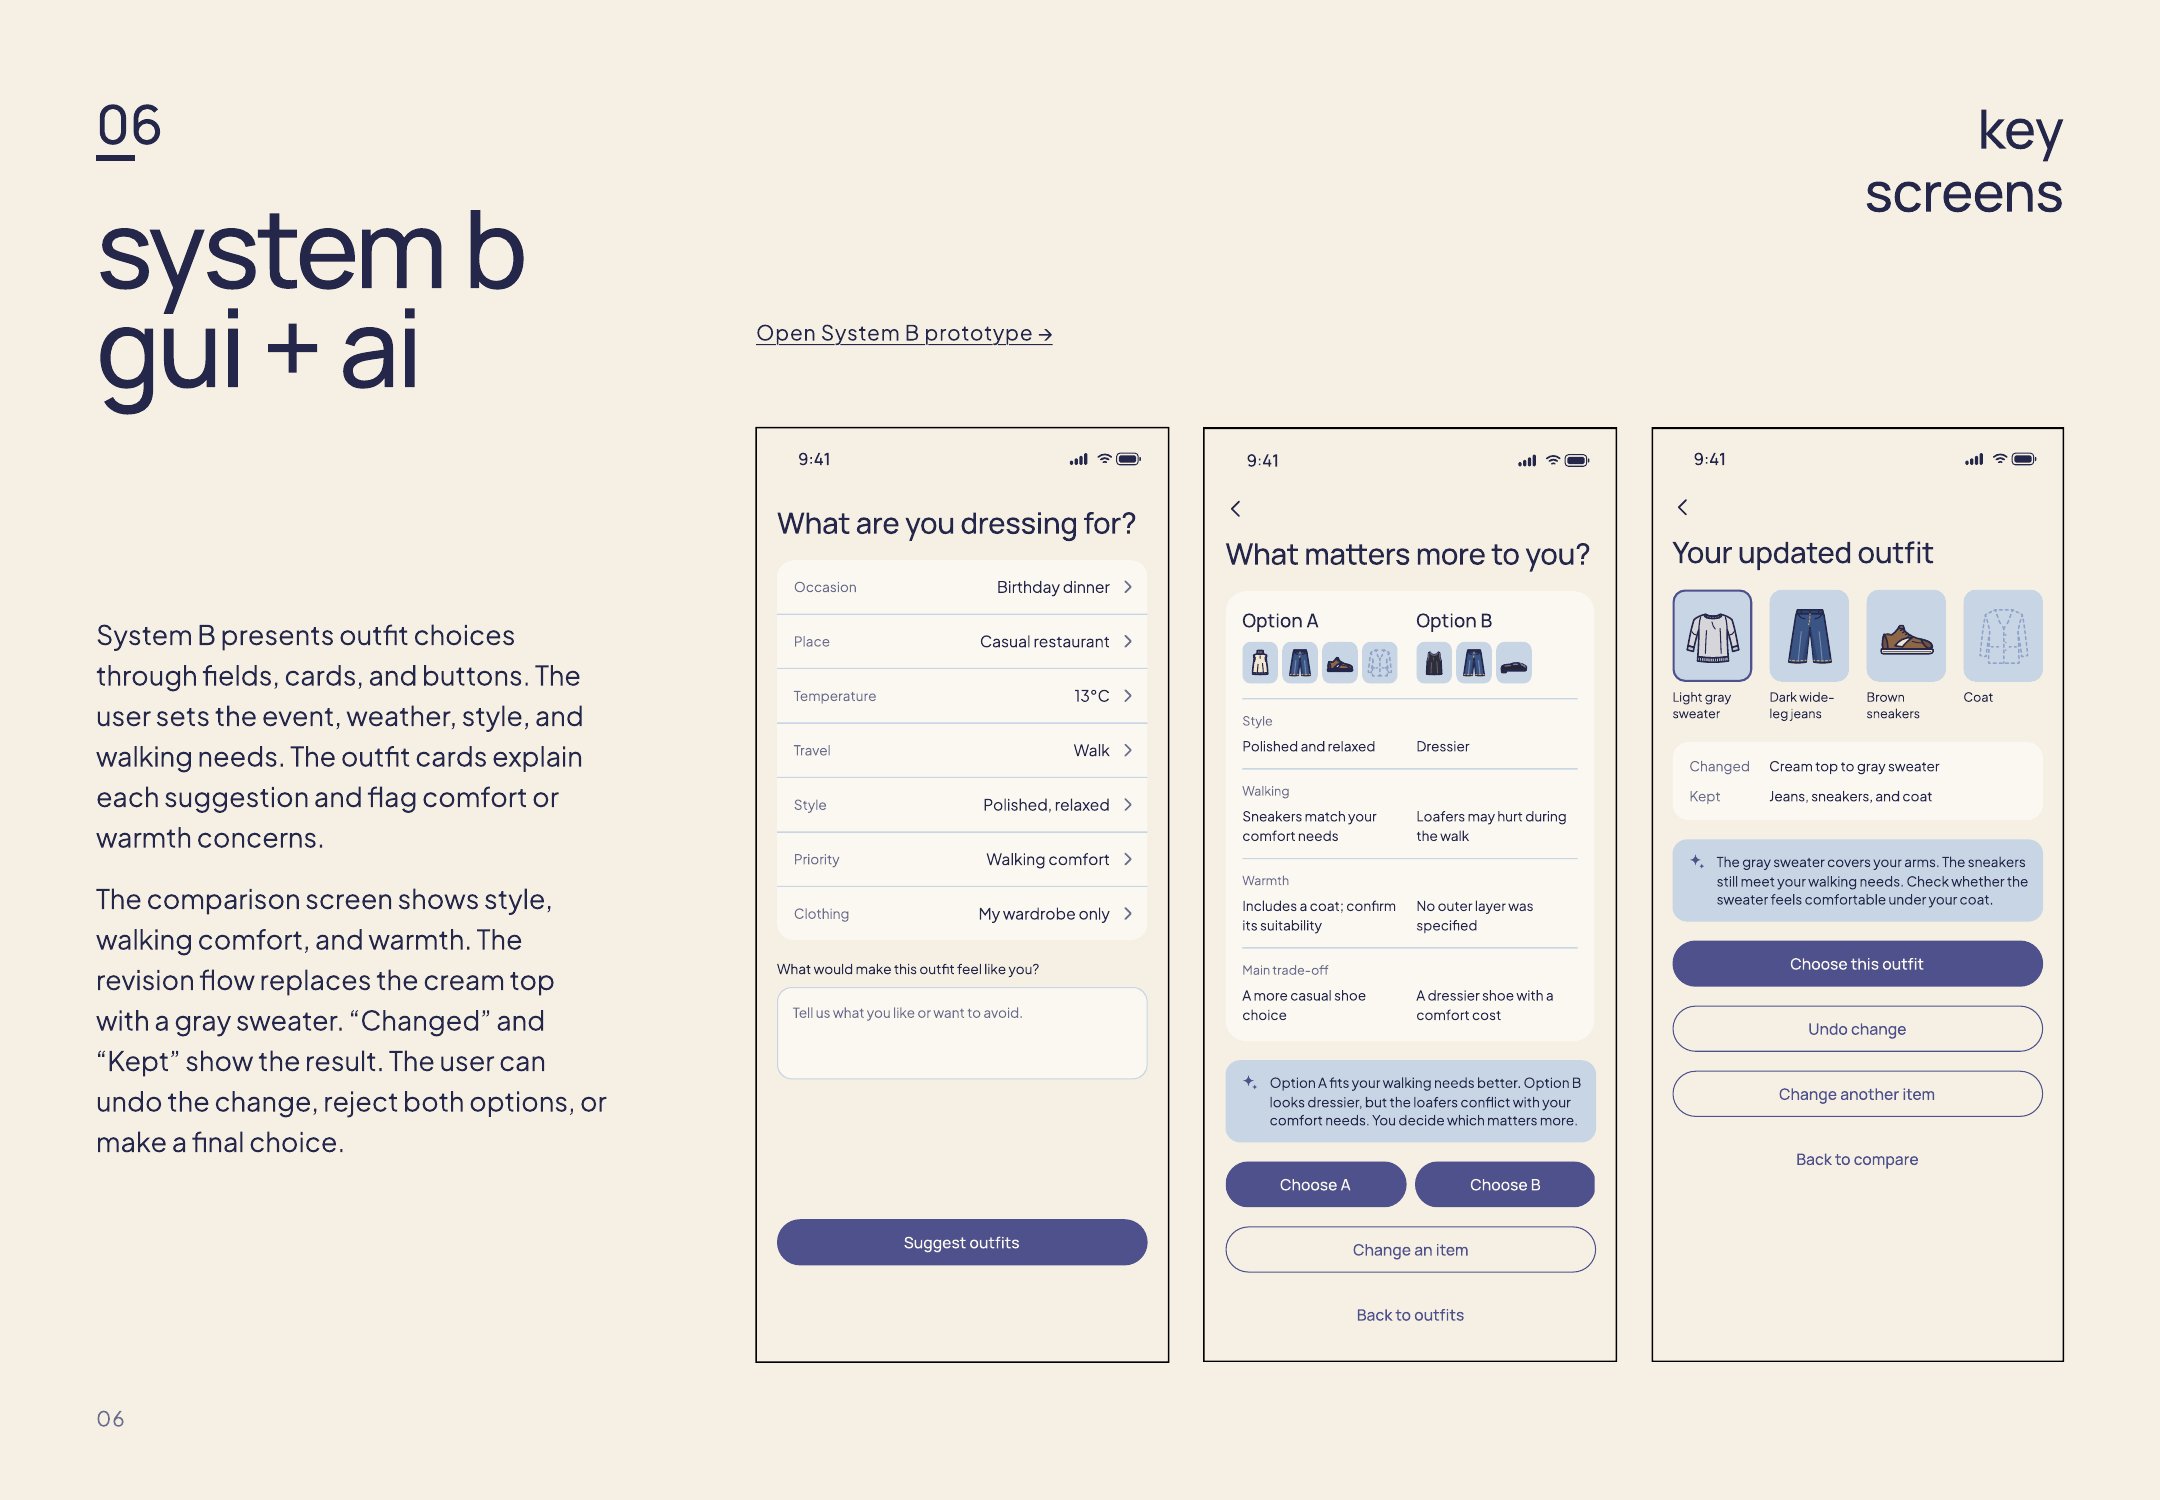 06
key
screens
system b
gui + ai
Open System B prototype →
System B presents outfit choices
through fields, cards, and buttons. The
user sets the event, weather, style, and
walking needs. The outfit cards explain
each suggestion and flag comfort or
warmth concerns.
The comparison screen shows style,
walking comfort, and warmth. The
revision flow replaces the cream top
with a gray sweater. “Changed” and
“Kept” show the result. The user can
undo the change, reject both options, or
make a final choice.
9:41
What are you dressing for?
Occasion Birthday dinner
Place Casual restaurant
Temperature 13°C
Travel Walk
Style Polished, relaxed
Priority Walking comfort
Clothing My wardrobe only
What would make this outfit feel like you?
Tell us what you like or want to avoid.
Suggest outfits
9:41
What matters more to you?
Option A Option B
Style
Polished and relaxed Dressier
Walking
Sneakers match your Loafers may hurt during
comfort needs the walk
Warmth
Includes a coat; confirm No outer layer was
its suitability specified
Main trade-off
A more casual shoe A dressier shoe with a
choice comfort cost
Option A fits your walking needs better. Option B
looks dressier, but the loafers conflict with your
comfort needs. You decide which matters more.
Choose A Choose B
Change an item
Back to outfits
9:41
Your updated outfit
Light gray Dark wide- Brown Coat
sweater leg jeans sneakers
Changed Cream top to gray sweater
Kept Jeans, sneakers, and coat
The gray sweater covers your arms. The sneakers
still meet your walking needs. Check whether the
sweater feels comfortable under your coat.
Choose this outfit
Undo change
Change another item
Back to compare
06